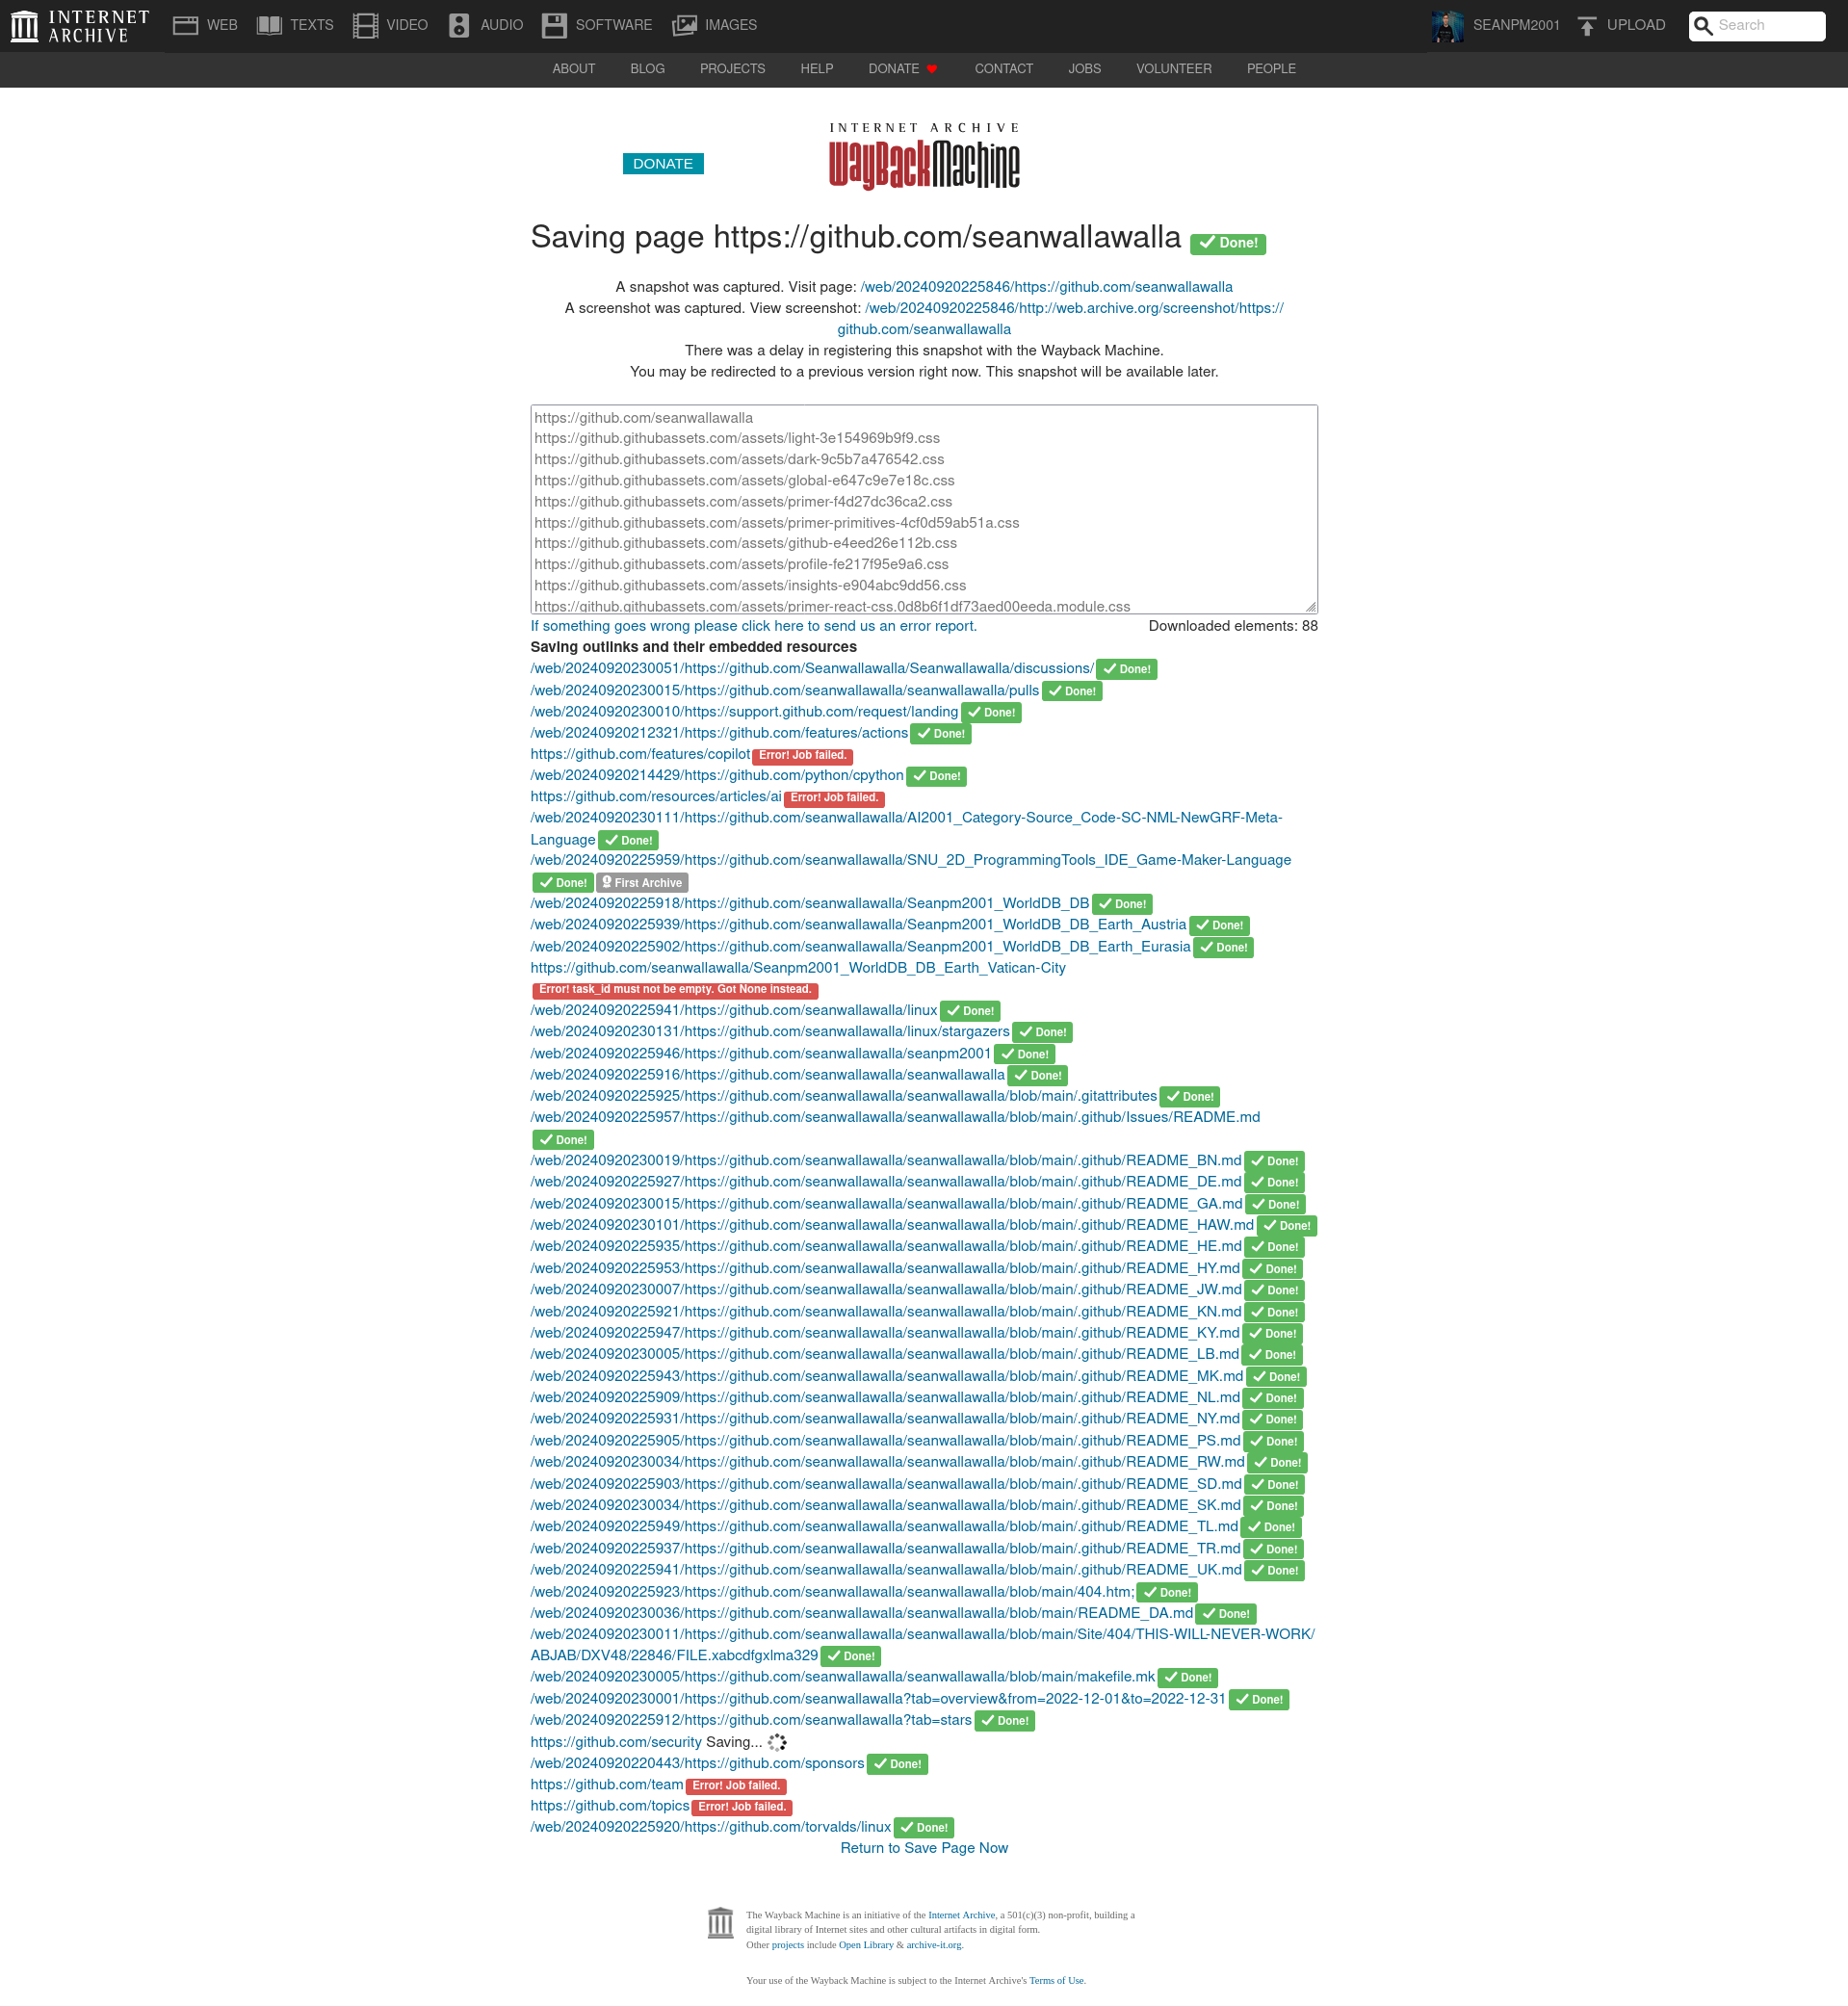 INTERNET ARCHIVE
WEB TEXTS VIDEO AUDIO SOFTWARE IMAGES SEANPM2001 UPLOAD Search
ABOUT BLOG PROJECTS HELP DONATE CONTACT JOBS VOLUNTEER PEOPLE
INTERNET ARCHIVE
DONATE
WayBackMachine
Saving page https://github.com/seanwallawalla Done!
A snapshot was captured. Visit page: /web/20240920225846/https://github.com/seanwallawalla
A screenshot was captured. View screenshot: /web/20240920225846/http://web.archive.org/screenshot/https://
github.com/seanwallawalla
There was a delay in registering this snapshot with the Wayback Machine.
You may be redirected to a previous version right now. This snapshot will be available later.
https://github.com/seanwallawalla
https://github.githubassets.com/assets/light-3e154969b9f9.css
https://github.githubassets.com/assets/dark-9c5b7a476542.css
https://github.githubassets.com/assets/global-e647c9e7e18c.css
https://github.githubassets.com/assets/primer-f4d27dc36ca2.css
https://github.githubassets.com/assets/primer-primitives-4cf0d59ab51a.css
https://github.githubassets.com/assets/github-e4eed26e112b.css
https://github.githubassets.com/assets/profile-fe217f95e9a6.css
https://github.githubassets.com/assets/insights-e904abc9dd56.css
https://github.githubassets.com/assets/primer-react-css.0d8b6f1df73aed00eeda.module.css
If something goes wrong please click here to send us an error report. Downloaded elements: 88
Saving outlinks and their embedded resources
/web/20240920230051/https://github.com/Seanwallawalla/Seanwallawalla/discussions/ Done!
/web/20240920230015/https://github.com/seanwallawalla/seanwallawalla/pulls Done!
/web/20240920230010/https://support.github.com/request/landing Done!
/web/20240920212321/https://github.com/features/actions Done!
https://github.com/features/copilot Error! Job failed.
/web/20240920214429/https://github.com/python/cpython Done!
https://github.com/resources/articles/ai Error! Job failed.
/web/20240920230111/https://github.com/seanwallawalla/AI2001_Category-Source_Code-SC-NML-NewGRF-Meta-
Language Done!
/web/20240920225959/https://github.com/seanwallawalla/SNU_2D_ProgrammingTools_IDE_Game-Maker-Language
Done! First Archive
/web/20240920225918/https://github.com/seanwallawalla/Seanpm2001_WorldDB_DB Done!
/web/20240920225939/https://github.com/seanwallawalla/Seanpm2001_WorldDB_DB_Earth_Austria Done!
/web/20240920225902/https://github.com/seanwallawalla/Seanpm2001_WorldDB_DB_Earth_Eurasia Done!
https://github.com/seanwallawalla/Seanpm2001_WorldDB_DB_Earth_Vatican-City
Error! task_id must not be empty. Got None instead.
/web/20240920225941/https://github.com/seanwallawalla/linux Done!
/web/20240920230131/https://github.com/seanwallawalla/linux/stargazers Done!
/web/20240920225946/https://github.com/seanwallawalla/seanpm2001 Done!
/web/20240920225916/https://github.com/seanwallawalla/seanwallawalla Done!
/web/20240920225925/https://github.com/seanwallawalla/seanwallawalla/blob/main/.gitattributes Done!
/web/20240920225957/https://github.com/seanwallawalla/seanwallawalla/blob/main/.github/Issues/README.md
Done!
/web/20240920230019/https://github.com/seanwallawalla/seanwallawalla/blob/main/.github/README_BN.md Done!
/web/20240920225927/https://github.com/seanwallawalla/seanwallawalla/blob/main/.github/README_DE.md Done!
/web/20240920230015/https://github.com/seanwallawalla/seanwallawalla/blob/main/.github/README_GA.md Done!
/web/20240920230101/https://github.com/seanwallawalla/seanwallawalla/blob/main/.github/README_HAW.md Done!
/web/20240920225935/https://github.com/seanwallawalla/seanwallawalla/blob/main/.github/README_HE.md Done!
/web/20240920225953/https://github.com/seanwallawalla/seanwallawalla/blob/main/.github/README_HY.md Done!
/web/20240920230007/https://github.com/seanwallawalla/seanwallawalla/blob/main/.github/README_JW.md Done!
/web/20240920225921/https://github.com/seanwallawalla/seanwallawalla/blob/main/.github/README_KN.md Done!
/web/20240920225947/https://github.com/seanwallawalla/seanwallawalla/blob/main/.github/README_KY.md Done!
/web/20240920230005/https://github.com/seanwallawalla/seanwallawalla/blob/main/.github/README_LB.md Done!
/web/20240920225943/https://github.com/seanwallawalla/seanwallawalla/blob/main/.github/README_MK.md Done!
/web/20240920225909/https://github.com/seanwallawalla/seanwallawalla/blob/main/.github/README_NL.md Done!
/web/20240920225931/https://github.com/seanwallawalla/seanwallawalla/blob/main/.github/README_NY.md Done!
/web/20240920225905/https://github.com/seanwallawalla/seanwallawalla/blob/main/.github/README_PS.md Done!
/web/20240920230034/https://github.com/seanwallawalla/seanwallawalla/blob/main/.github/README_RW.md Done!
/web/20240920225903/https://github.com/seanwallawalla/seanwallawalla/blob/main/.github/README_SD.md Done!
/web/20240920230034/https://github.com/seanwallawalla/seanwallawalla/blob/main/.github/README_SK.md Done!
/web/20240920225949/https://github.com/seanwallawalla/seanwallawalla/blob/main/.github/README_TL.md Done!
/web/20240920225937/https://github.com/seanwallawalla/seanwallawalla/blob/main/.github/README_TR.md Done!
/web/20240920225941/https://github.com/seanwallawalla/seanwallawalla/blob/main/.github/README_UK.md Done!
/web/20240920225923/https://github.com/seanwallawalla/seanwallawalla/blob/main/404.htm; Done!
/web/20240920230036/https://github.com/seanwallawalla/seanwallawalla/blob/main/README_DA.md Done!
/web/20240920230011/https://github.com/seanwallawalla/seanwallawalla/blob/main/Site/404/THIS-WILL-NEVER-WORK/
ABJAB/DXV48/22846/FILE.xabcdfgxlma329 Done!
/web/20240920230005/https://github.com/seanwallawalla/seanwallawalla/blob/main/makefile.mk Done!
/web/20240920230001/https://github.com/seanwallawalla?tab=overview&from=2022-12-01&to=2022-12-31 Done!
/web/20240920225912/https://github.com/seanwallawalla?tab=stars Done!
https://github.com/security Saving...
/web/20240920220443/https://github.com/sponsors Done!
https://github.com/team Error! Job failed.
https://github.com/topics Error! Job failed.
/web/20240920225920/https://github.com/torvalds/linux Done!
Return to Save Page Now
The Wayback Machine is an initiative of the Internet Archive, a 501(c)(3) non-profit, building a
digital library of Internet sites and other cultural artifacts in digital form.
Other projects include Open Library & archive-it.org.
Your use of the Wayback Machine is subject to the Internet Archive's Terms of Use.